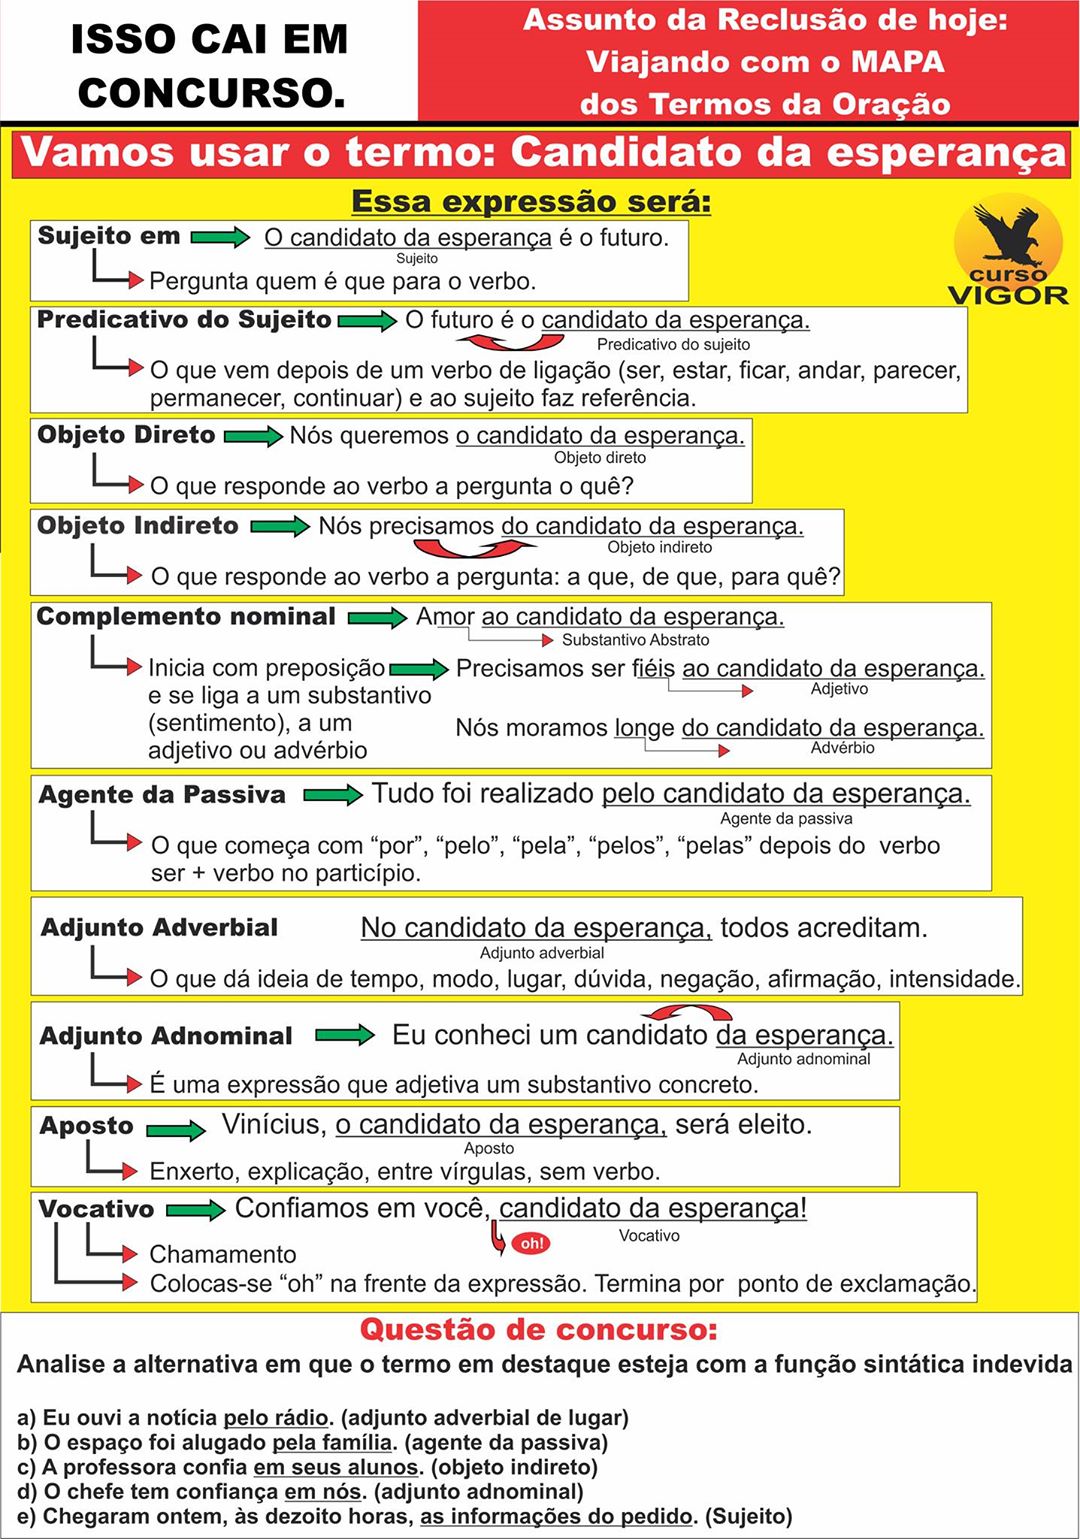 ISSO CAI EM
CONCURSO.
Assunto da Reclusão de hoje:
Viajando com o MAPA
dos Termos da Oração
Vamos usar o termo: Candidato da esperança
Essa expressão será:
curso
VIGOR
Sujeito em O candidato da esperança é o futuro.
Sujeito
Pergunta quem é que para o verbo.
Predicativo do Sujeito O futuro é o candidato da esperança.
Predicativo do sujeito
O que vem depois de um verbo de ligação (ser, estar, ficar, andar, parecer,
permanecer, continuar) e ao sujeito faz referência.
Objeto Direto Nós queremos o candidato da esperança.
Objeto direto
O que responde ao verbo a pergunta o quê?
Objeto Indireto Nós precisamos do candidato da esperança.
Objeto indireto
O que responde ao verbo a pergunta: a que, de que, para quê?
Complemento nominal Amor ao candidato da esperança.
Substantivo Abstrato
Inicia com preposição Precisamos ser fiéis ao candidato da esperança.
Adjetivo
e se liga a um substantivo
(sentimento), a um
adjetivo ou advérbio
Nós moramos longe do candidato da esperança.
Advérbio
Agente da Passiva Tudo foi realizado pelo candidato da esperança.
Agente da passiva
O que começa com “por”, “pelo”, “pela”, “pelos”, “pelas” depois do verbo
ser + verbo no particípio.
Adjunto Adverbial No candidato da esperança, todos acreditam.
Adjunto adverbial
O que dá ideia de tempo, modo, lugar, dúvida, negação, afirmação, intensidade.
Adjunto Adnominal Eu conheci um candidato da esperança.
Adjunto adnominal
É uma expressão que adjetiva um substantivo concreto.
Aposto Vinícius, o candidato da esperança, será eleito.
Aposto
Enxerto, explicação, entre vírgulas, sem verbo.
Vocativo Confiamos em você, candidato da esperança!
oh!
Vocativo
Chamamento
Colocas-se “oh” na frente da expressão. Termina por ponto de exclamação.
Questão de concurso:
Analise a alternativa em que o termo em destaque esteja com a função sintática indevida
a) Eu ouvi a notícia pelo rádio. (adjunto adverbial de lugar)
b) O espaço foi alugado pela família. (agente da passiva)
c) A professora confia em seus alunos. (objeto indireto)
d) O chefe tem confiança em nós. (adjunto adnominal)
e) Chegaram ontem, às dezoito horas, as informações do pedido. (Sujeito)